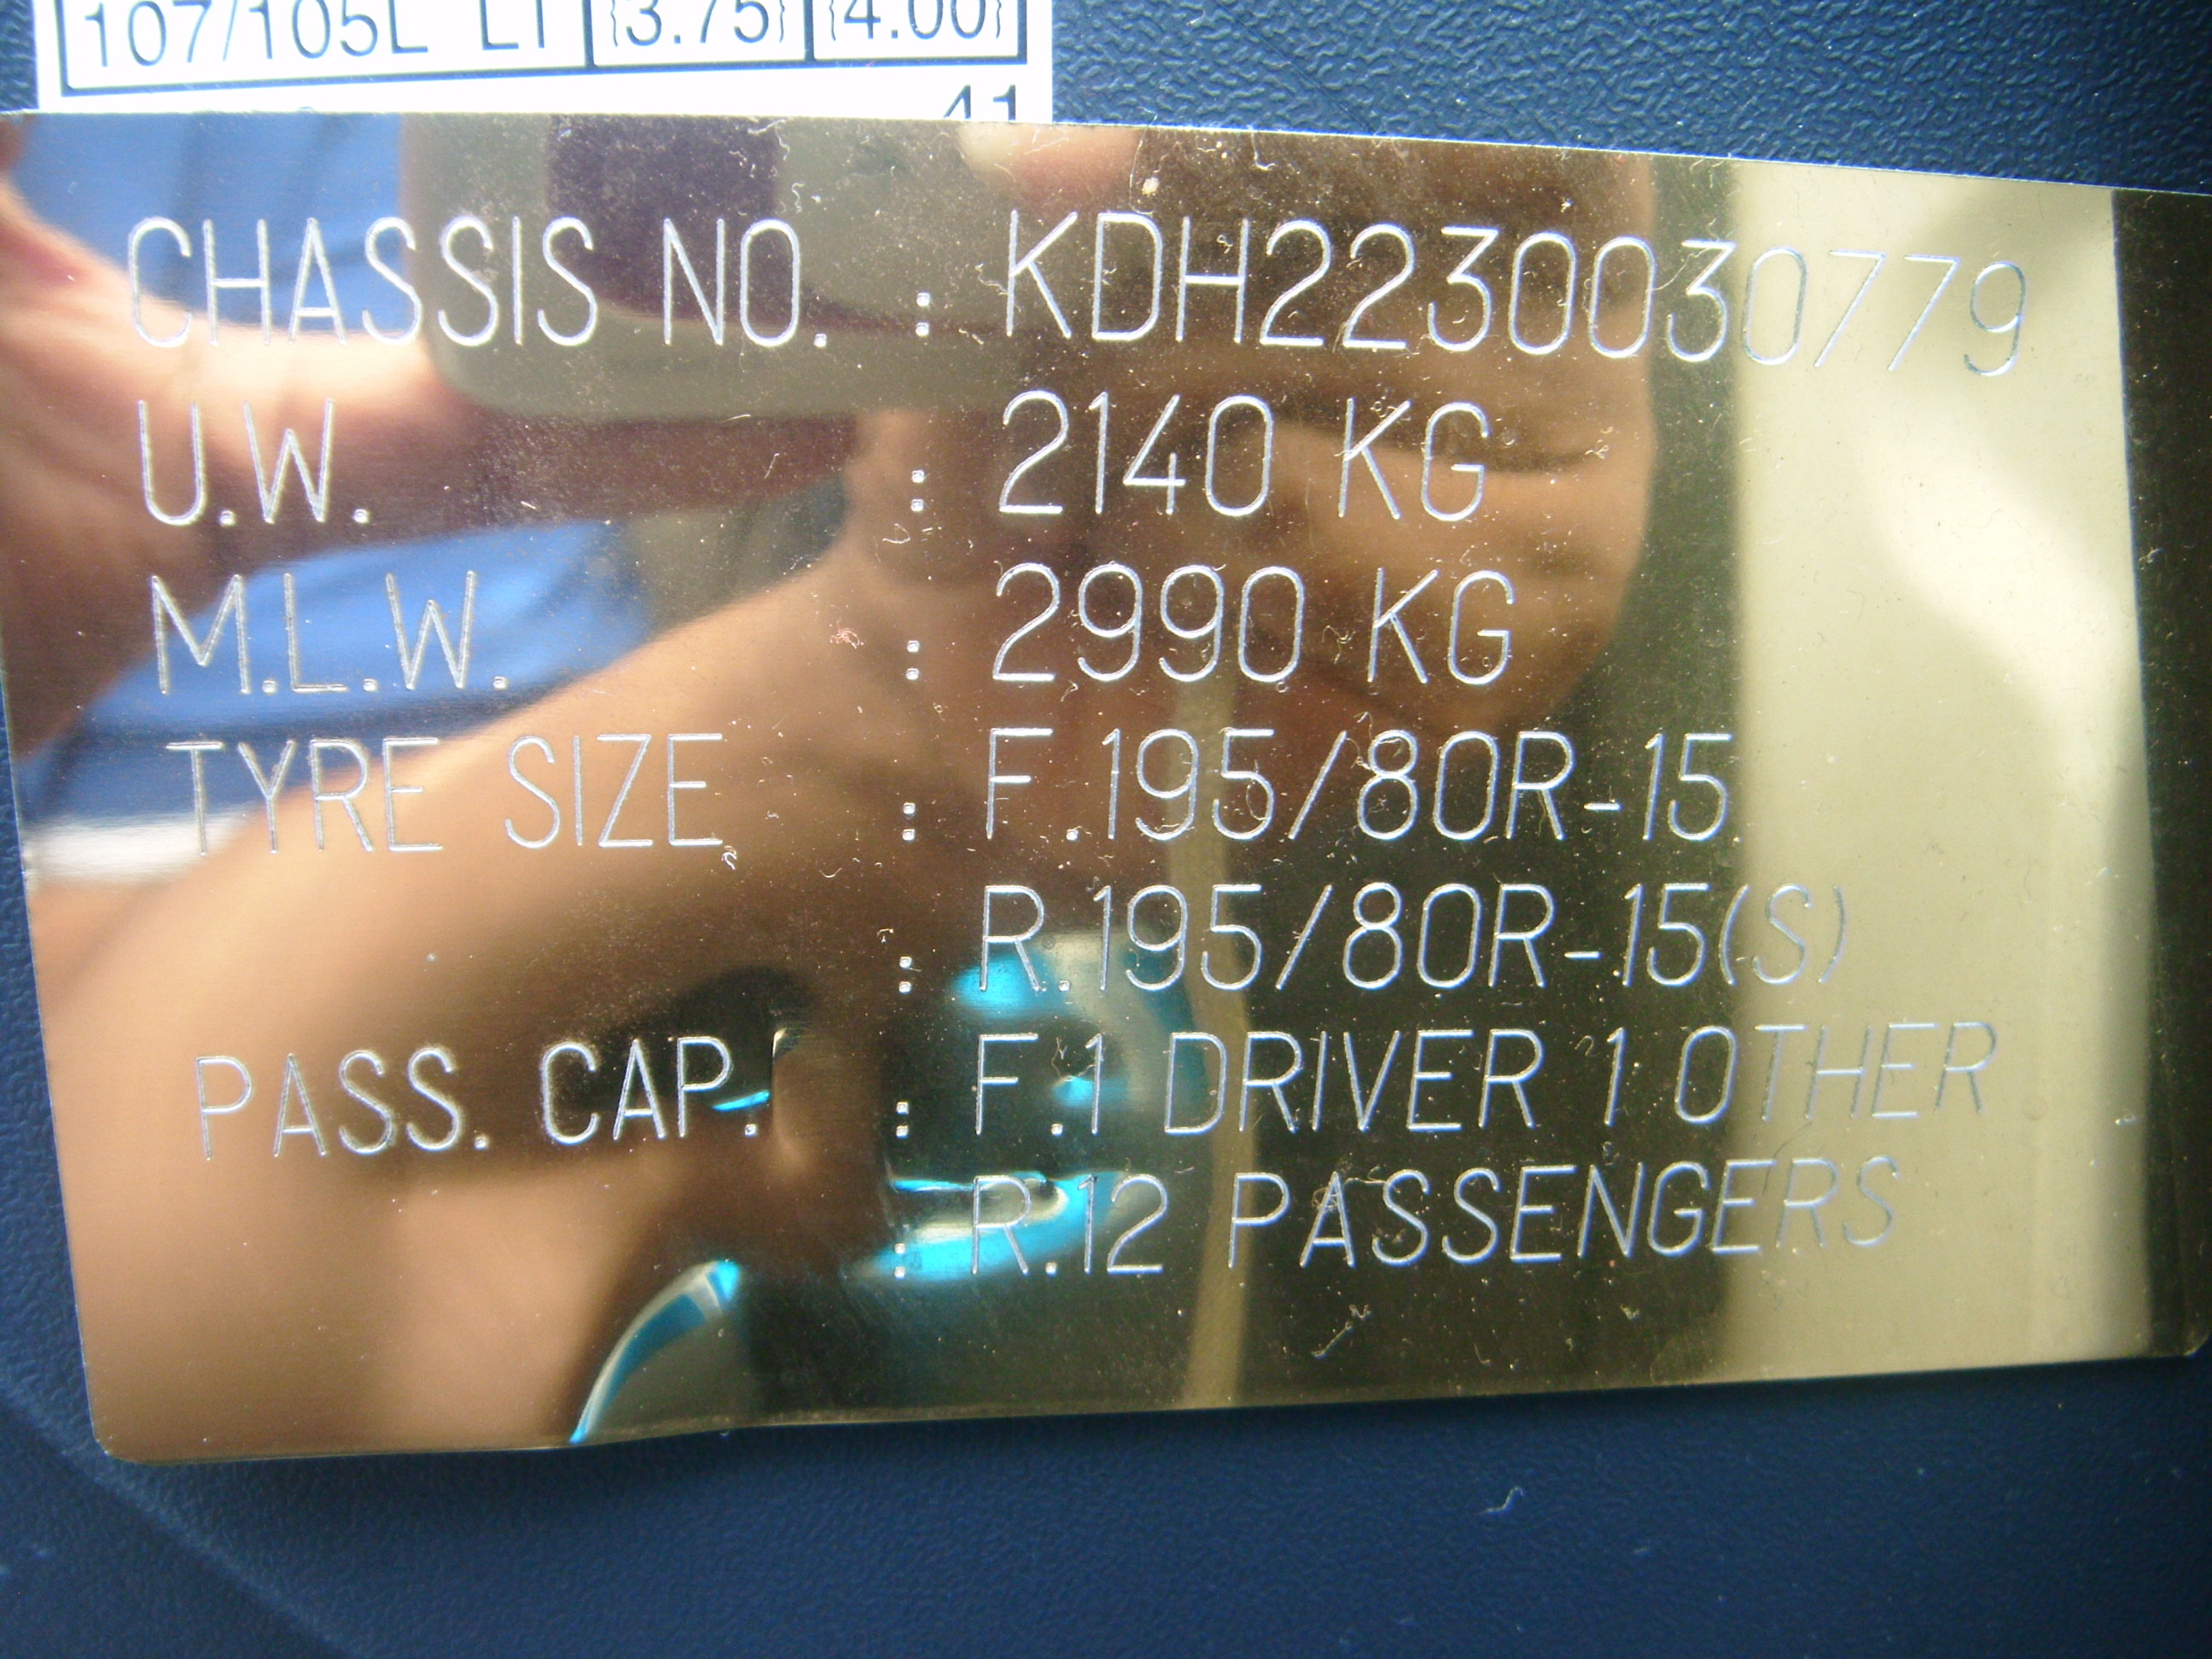 107/105L LT {3.75} {4.00}
41
CHASSIS NO. : KDH2230030779
U.W. : 2140 KG
M.L.W. : 2990 KG
TYRE SIZE : F.195/80R-15
: R.195/80R-15(S)
PASS. CAP. : F.1 DRIVER 1 OTHER
: R.12 PASSENGERS